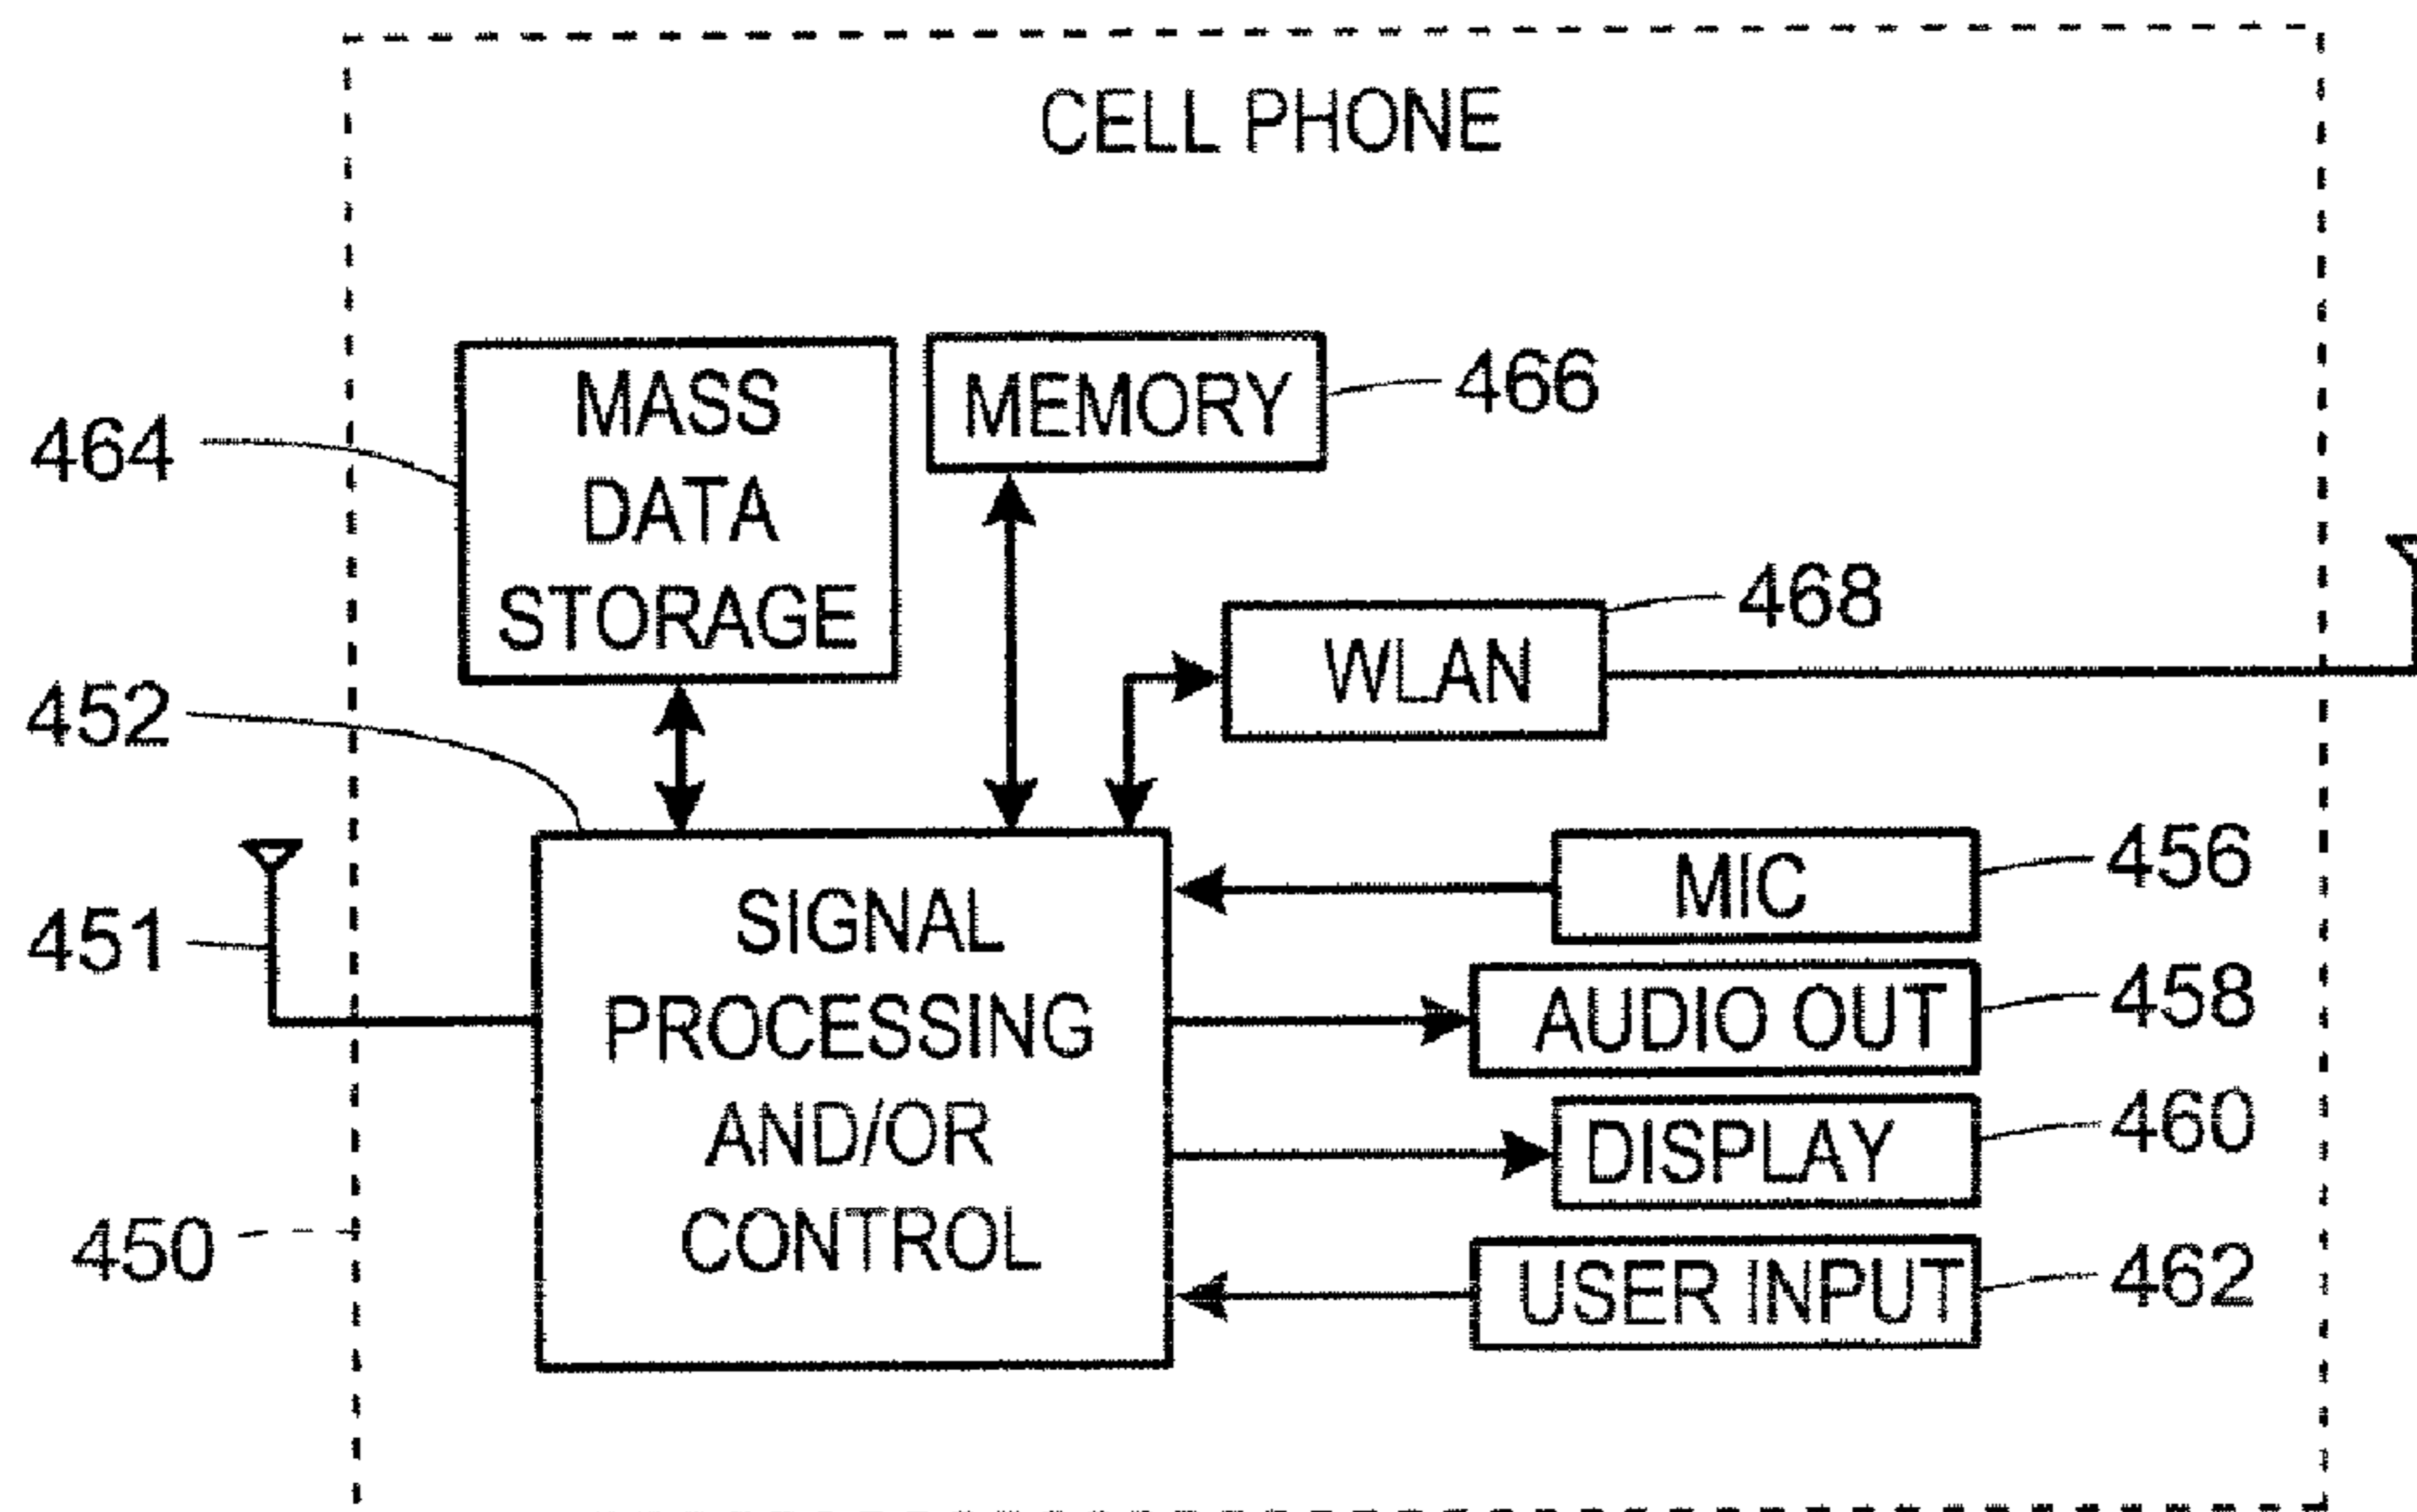 CELL PHONE
MASS
DATA
STORAGE
464
MEMORY
466
WLAN
468
452
451
450
SIGNAL
PROCESSING
AND/OR
CONTROL
MIC
456
AUDIO OUT
458
DISPLAY
460
USER INPUT
462